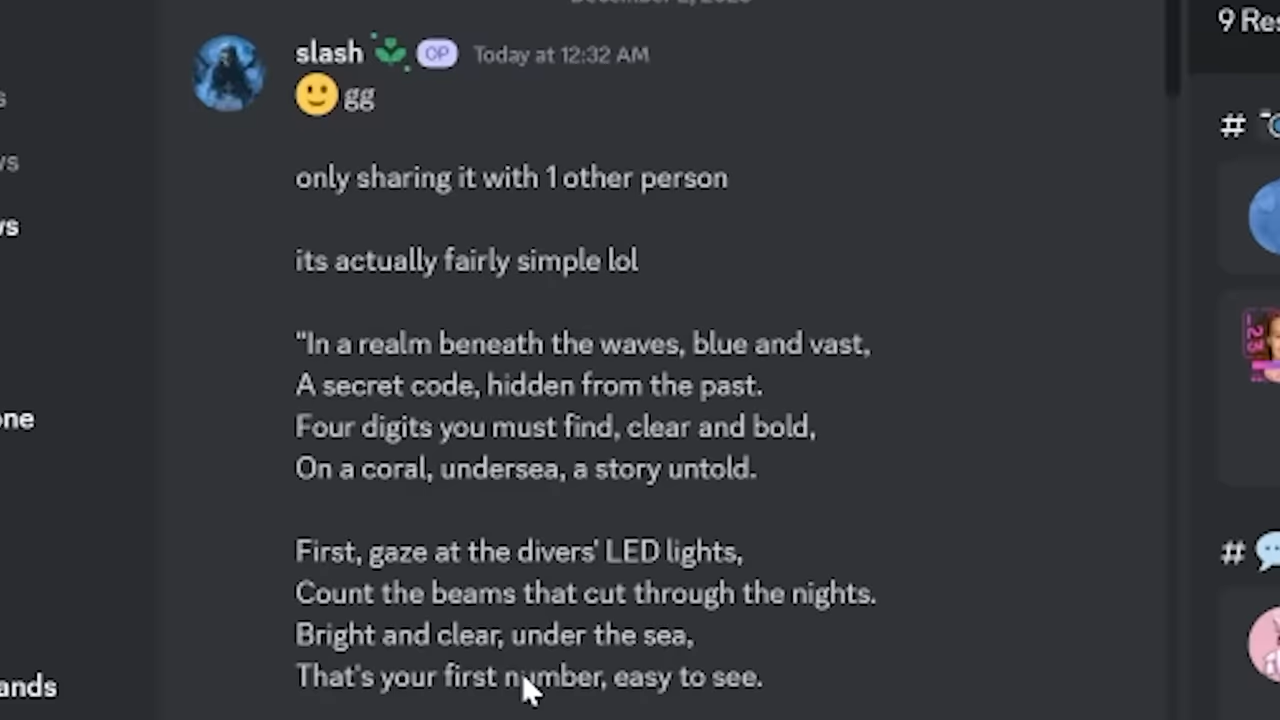 slash OP Today at 12:32 AM
🙂 gg
only sharing it with 1 other person
its actually fairly simple lol
"In a realm beneath the waves, blue and vast,
A secret code, hidden from the past.
Four digits you must find, clear and bold,
On a coral, undersea, a story untold.
First, gaze at the divers' LED lights,
Count the beams that cut through the nights.
Bright and clear, under the sea,
That's your first number, easy to see.
9 Res
#
#
ands